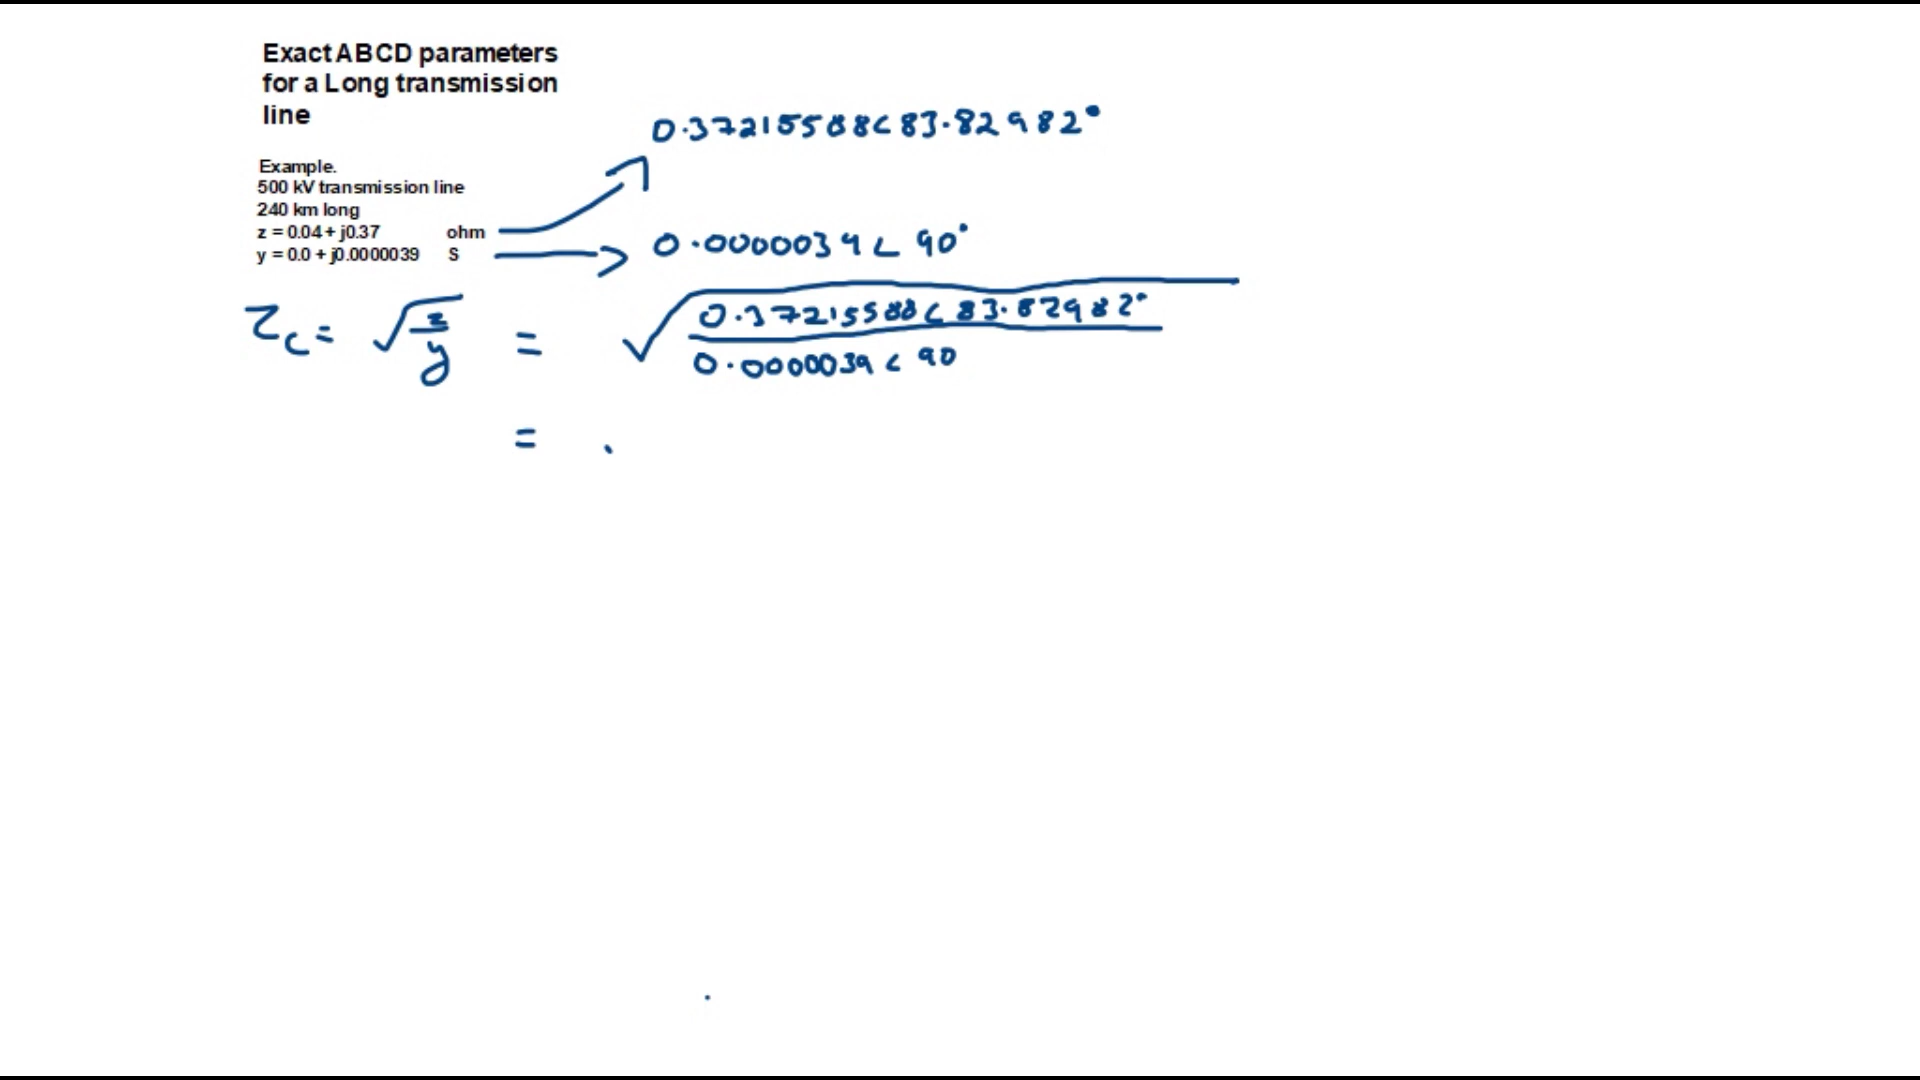 Exact ABCD parameters
for a Long transmission
line
0.37215588<83.82982°
Example.
500 kV transmission line
240 km long
z = 0.04 + j0.37 ohm
y = 0.0 + j0.0000039 S
0.0000039 ∠ 90°
Zc = √(z/y) = √(0.37215588<83.82982° / 0.0000039<90)
= .